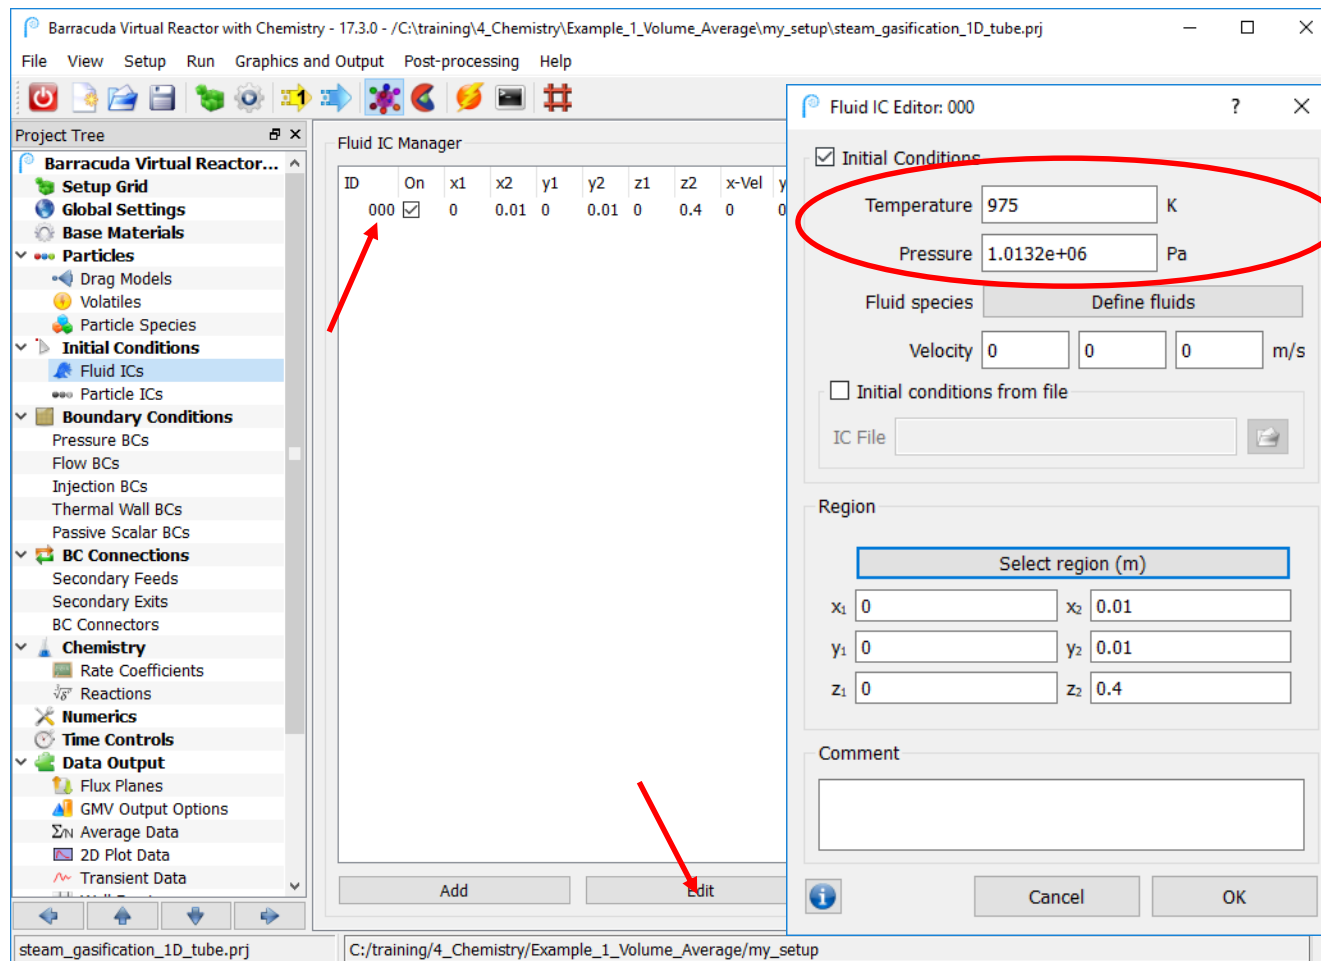 Barracuda Virtual Reactor with Chemistry - 17.3.0 - /C:\training\4_Chemistry\Example_1_Volume_Average\my_setup\steam_gasification_1D_tube.prj
File View Setup Run Graphics and Output Post-processing Help
Project Tree
Barracuda Virtual Reactor...
Setup Grid
Global Settings
Base Materials
Particles
Drag Models
Volatiles
Particle Species
Initial Conditions
Fluid ICs
Particle ICs
Boundary Conditions
Pressure BCs
Flow BCs
Injection BCs
Thermal Wall BCs
Passive Scalar BCs
BC Connections
Secondary Feeds
Secondary Exits
BC Connectors
Chemistry
Rate Coefficients
Reactions
Numerics
Time Controls
Data Output
Flux Planes
GMV Output Options
Average Data
2D Plot Data
Transient Data
Fluid IC Manager
ID On x1 x2 y1 y2 z1 z2 x-Vel y
000 0 0.01 0 0.01 0 0.4 0 0
Add Edit
Fluid IC Editor: 000 ?
Initial Conditions
Temperature 975 K
Pressure 1.0132e+06 Pa
Fluid species Define fluids
Velocity 0 0 0 m/s
Initial conditions from file
IC File
Region
Select region (m)
x₁ 0 x₂ 0.01
y₁ 0 y₂ 0.01
z₁ 0 z₂ 0.4
Comment
Cancel OK
steam_gasification_1D_tube.prj C:/training/4_Chemistry/Example_1_Volume_Average/my_setup